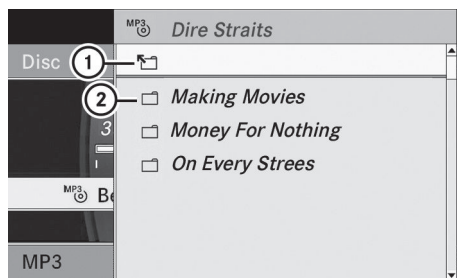 MP3 Dire Straits
Disc
1
2
Making Movies
3
Money For Nothing
On Every Strees
MP3 Be
MP3